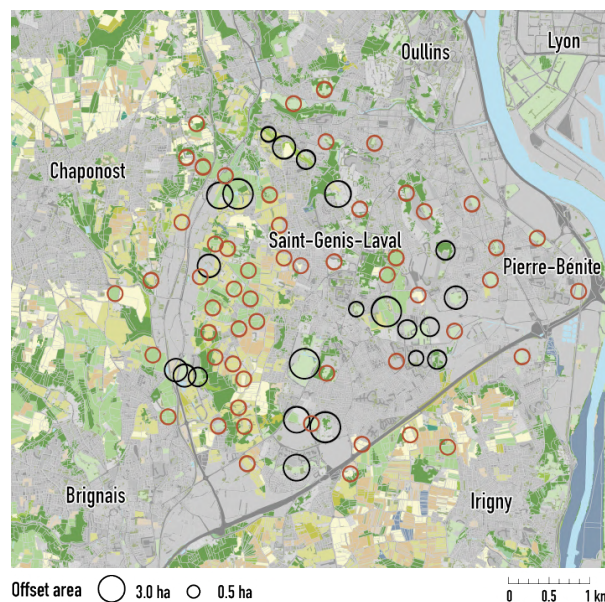 Lyon
Oullins
Chaponost
Saint-Genis-Laval
Pierre-Bénite
Brignais
Irigny
Offset area 3.0 ha 0.5 ha
0 0.5 1 km